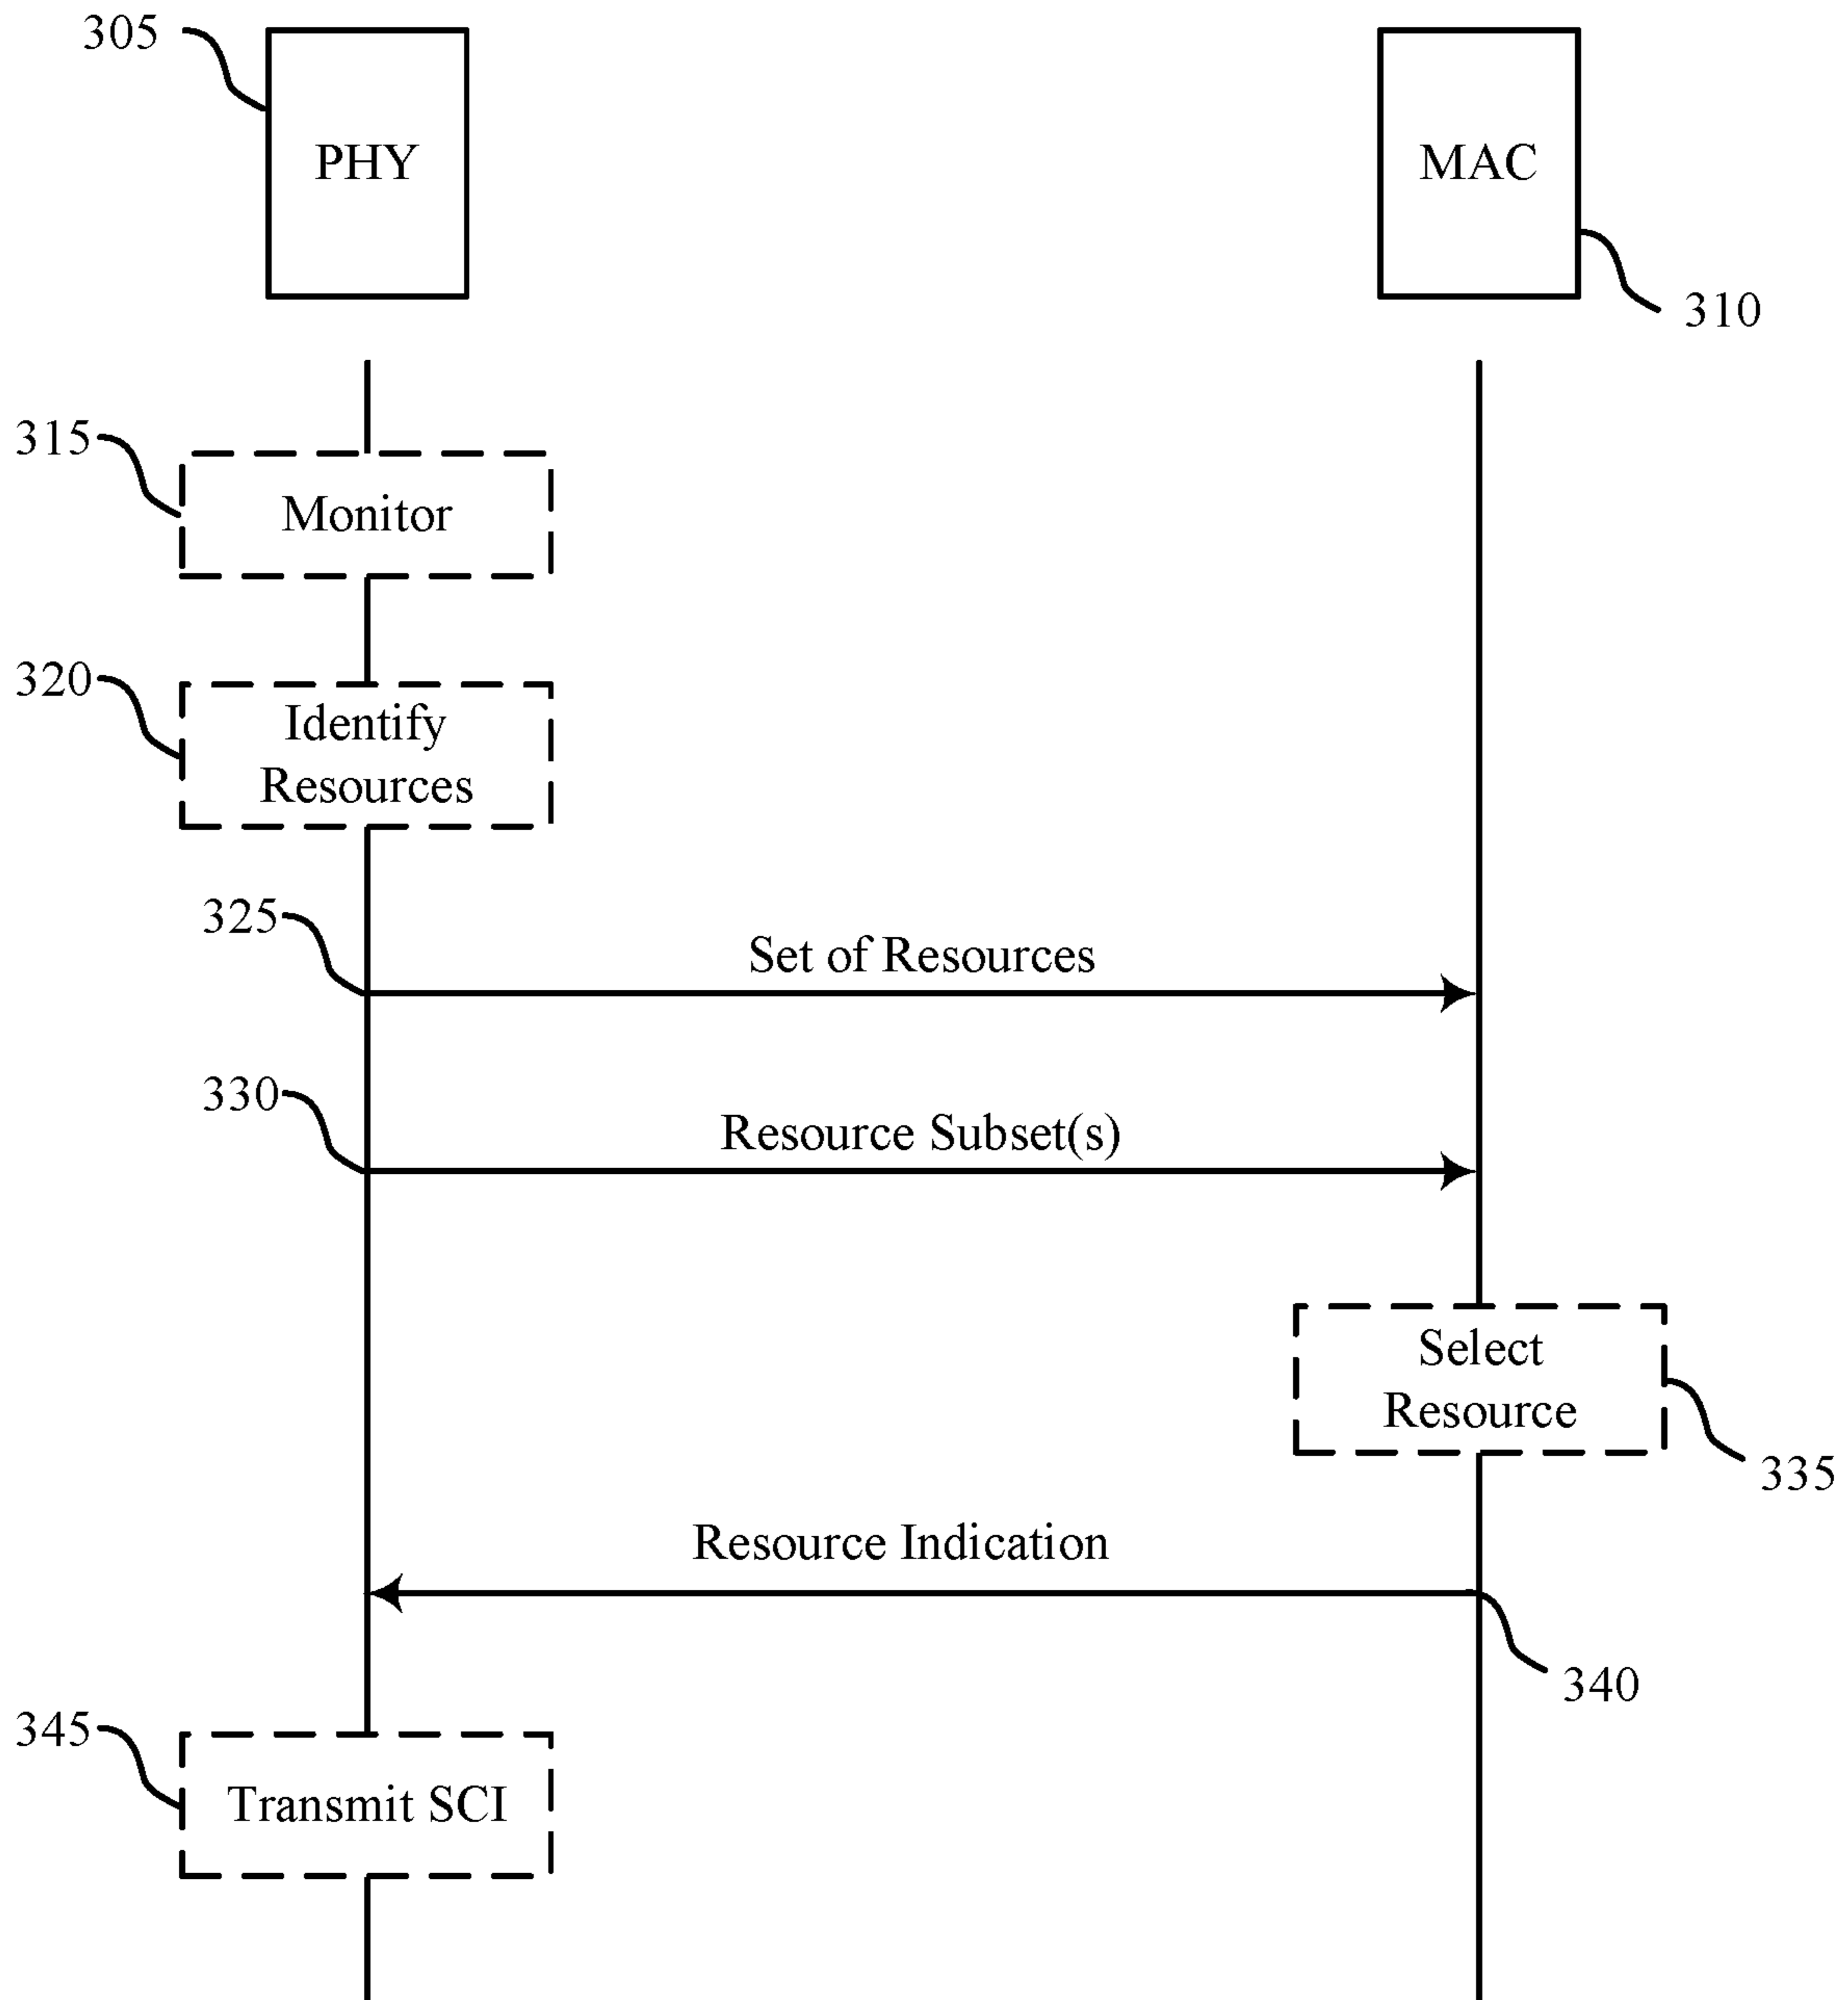 305
PHY
MAC
310
315
Monitor
320
Identify
Resources
325
Set of Resources
330
Resource Subset(s)
Select
Resource
335
Resource Indication
340
345
Transmit SCI